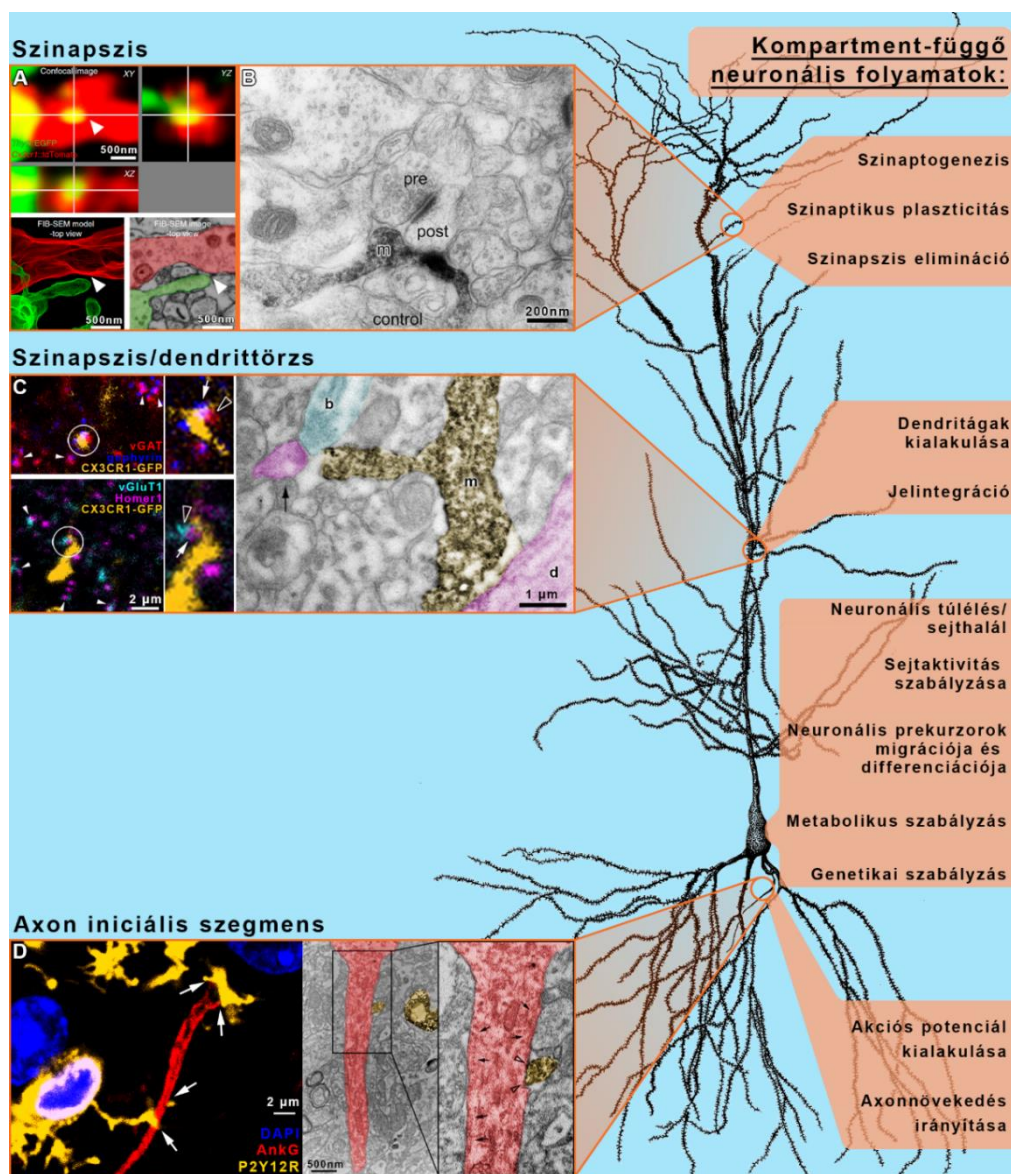 Szinapszis
Kompartment-függő
neuronális folyamatok:
A
Confocal image
XY
YZ
500nm
XZ
FIB-SEM model
-top view
500nm
FIB-SEM image
-top view
500nm
B
pre
post
m
control
200nm
Szinaptogenezis
Szinaptikus plaszticitás
Szinapszis elimináció
Szinapszis/dendrittörzs
C
vGAT
CX3CR1-GFP
vGluT1
Homer1
CX3CR1-GFP
2 µm
b
m
d
1 µm
Dendritágak
kialakulása
Jelintegráció
Neuronális túlélés/
sejthalál
Sejtaktivitás
szabályzása
Neuronális prekurzorok
migrációja és
differenciációja
Metabolikus szabályzás
Genetikai szabályzás
Axon iniciális szegmens
D
2 µm
DAPI
AnkG
P2Y12R
500nm
Akciós potenciál
kialakulása
Axonnövekedés
irányítása